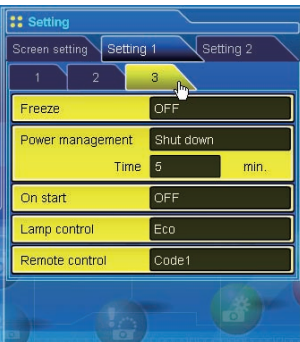 Setting
Screen setting Setting 1 Setting 2
1 2 3
Freeze OFF
Power management Shut down
Time 5 min.
On start OFF
Lamp control Eco
Remote control Code1